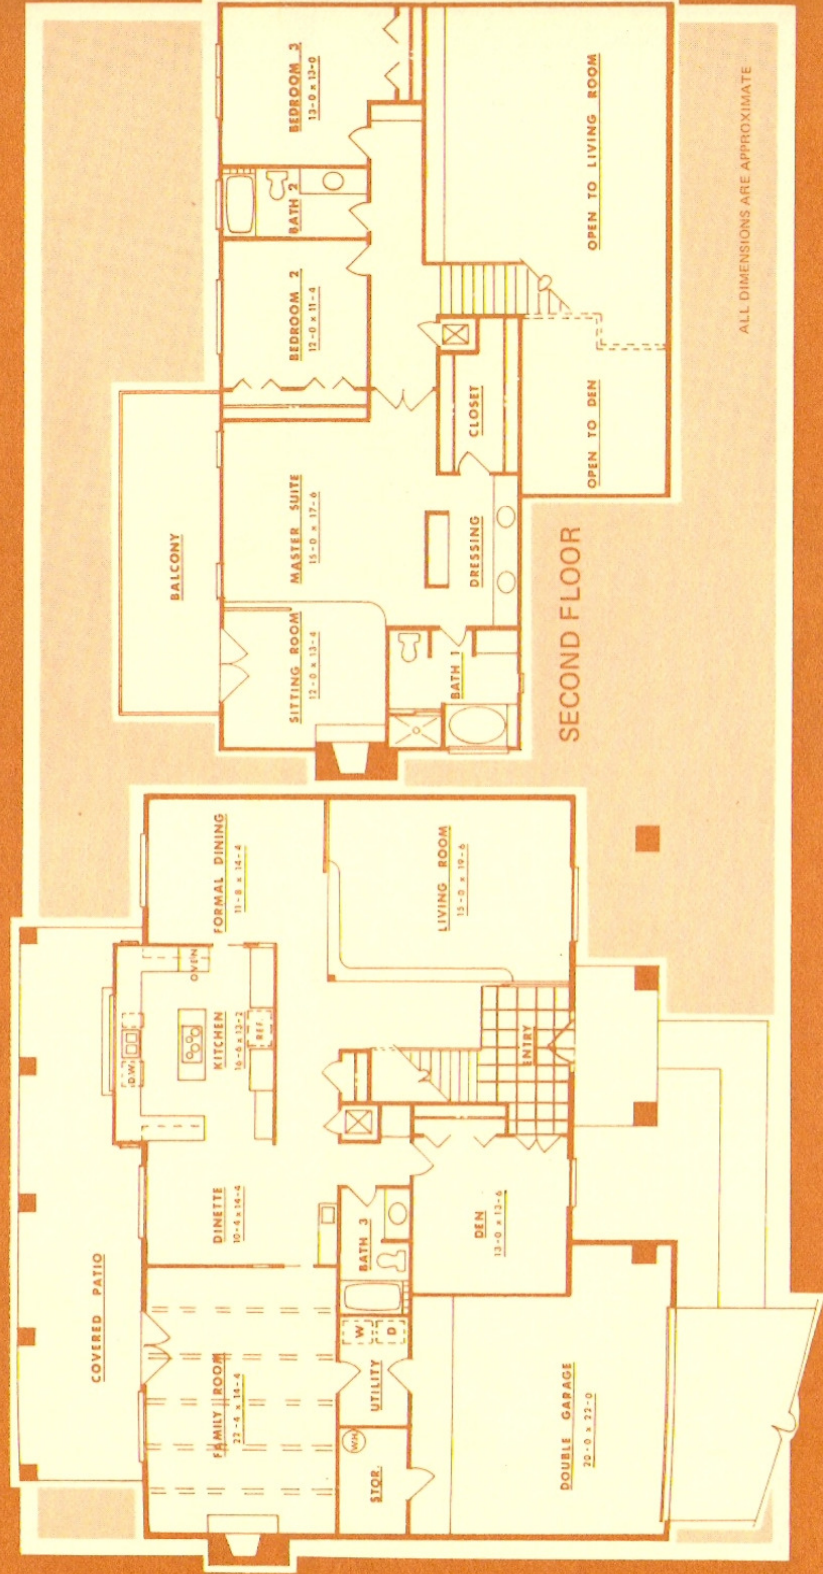 COVERED PATIO
FAMILY ROOM
22-4 x 14-4
DINETTE
10-4 x 14-4
KITCHEN
16-6 x 13-2
D.W.
OVEN
REF.
FORMAL DINING
11-8 x 14-4
LIVING ROOM
15-0 x 19-6
ENTRY
DEN
13-0 x 13-6
BATH 3
W
D
UTILITY
WH
STOR.
DOUBLE GARAGE
20-0 x 22-0
BALCONY
SITTING ROOM
12-0 x 13-4
MASTER SUITE
15-0 x 17-6
BEDROOM 2
12-0 x 11-4
BATH 2
BEDROOM 3
13-0 x 13-0
BATH 1
DRESSING
CLOSET
OPEN TO DEN
OPEN TO LIVING ROOM
SECOND FLOOR
ALL DIMENSIONS ARE APPROXIMATE